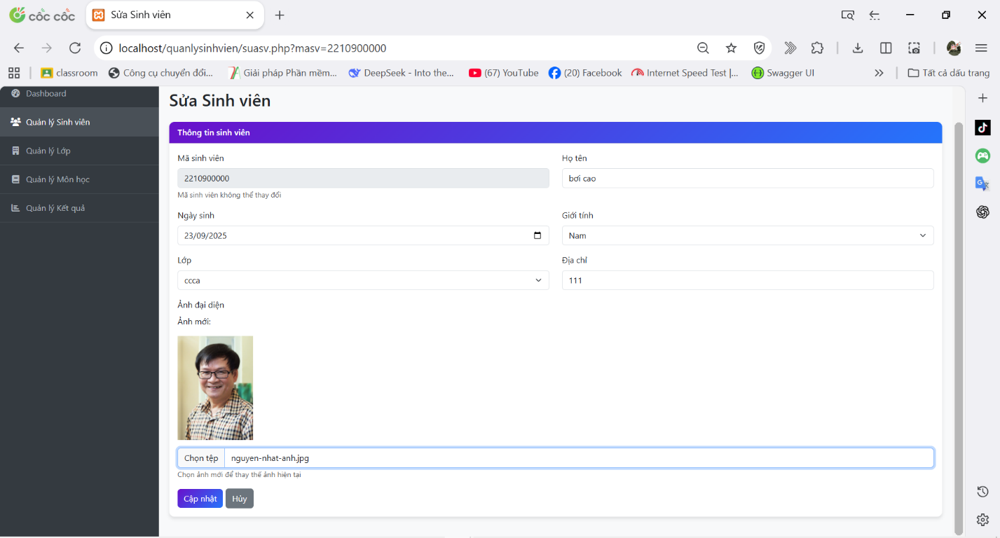 cốc cốc
Sửa Sinh viên
localhost/quanlysinhvien/suasv.php?masv=2210900000
classroom
Công cụ chuyển đổi...
Giải pháp Phần mềm...
DeepSeek - Into the...
(67) YouTube
(20) Facebook
Internet Speed Test |...
Swagger UI
Tất cả dấu trang
Dashboard
Quản lý Sinh viên
Quản lý Lớp
Quản lý Môn học
Quản lý Kết quả
Sửa Sinh viên
Thông tin sinh viên
Mã sinh viên
Họ tên
2210900000
bơi cao
Mã sinh viên không thể thay đổi
Ngày sinh
Giới tính
23/09/2025
Nam
Lớp
Địa chỉ
ccca
111
Ảnh đại diện
Ảnh mới:
Chọn tệp
nguyen-nhat-anh.jpg
Chọn ảnh mới để thay thế ảnh hiện tại
Cập nhật
Hủy